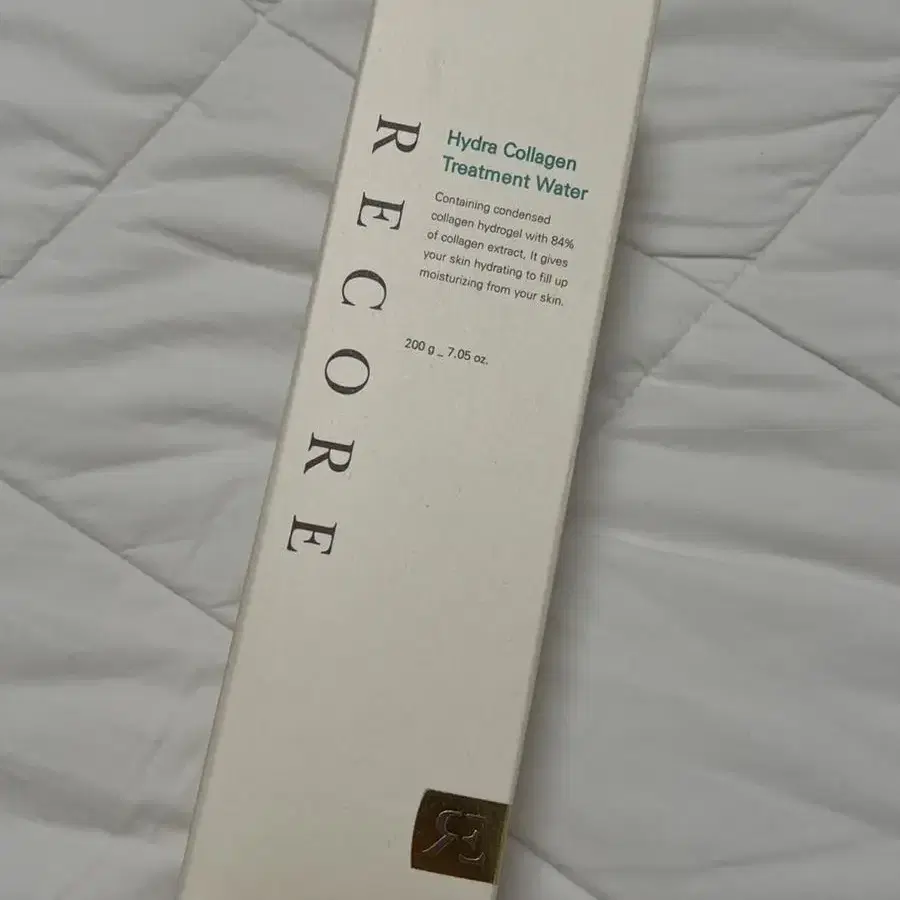 RECORE
Hydra Collagen
Treatment Water
Containing condensed
collagen hydrogel with 84%
of collagen extract. It gives
your skin hydrating to fill up
moisturizing from your skin.
200 g _ 7.05 oz.
RE